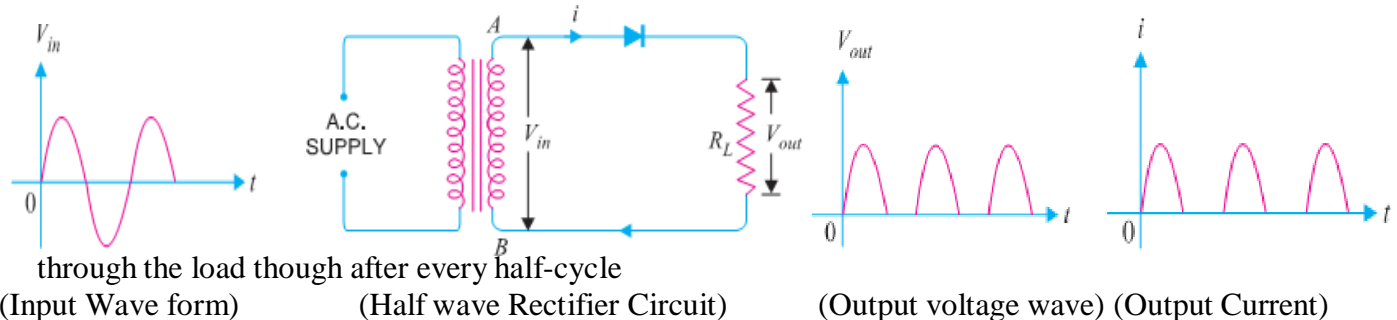 V_in
A
i
V_out
i
A.C.
SUPPLY
V_in
R_L
V_out
t
0
t
0
t
0
B
through the load though after every half-cycle
(Input Wave form) (Half wave Rectifier Circuit) (Output voltage wave) (Output Current)